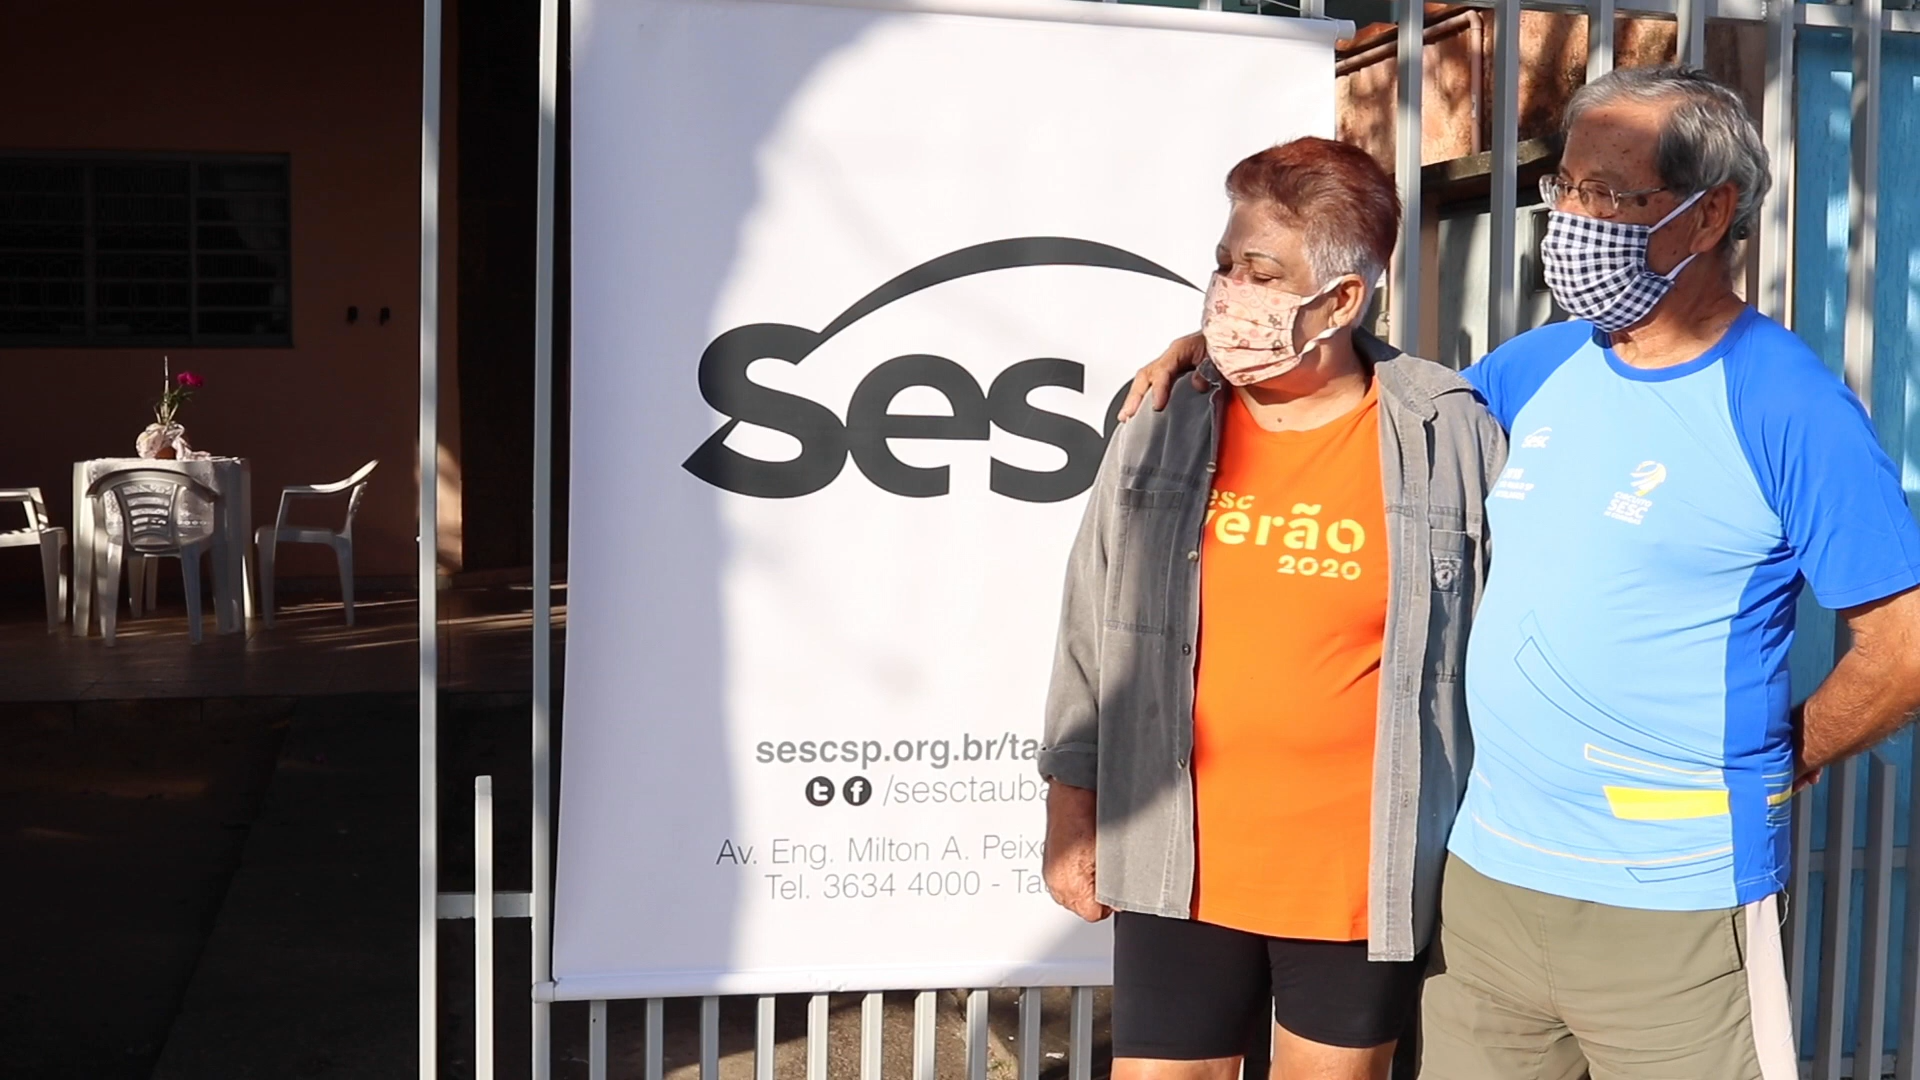 sesc
sescsp.org.br/ta
/sesctauba
Av. Eng. Milton A. Peixo
Tel. 3634 4000 - Ta
esc
verão
2020
sesc
CIRCUITO
SESC